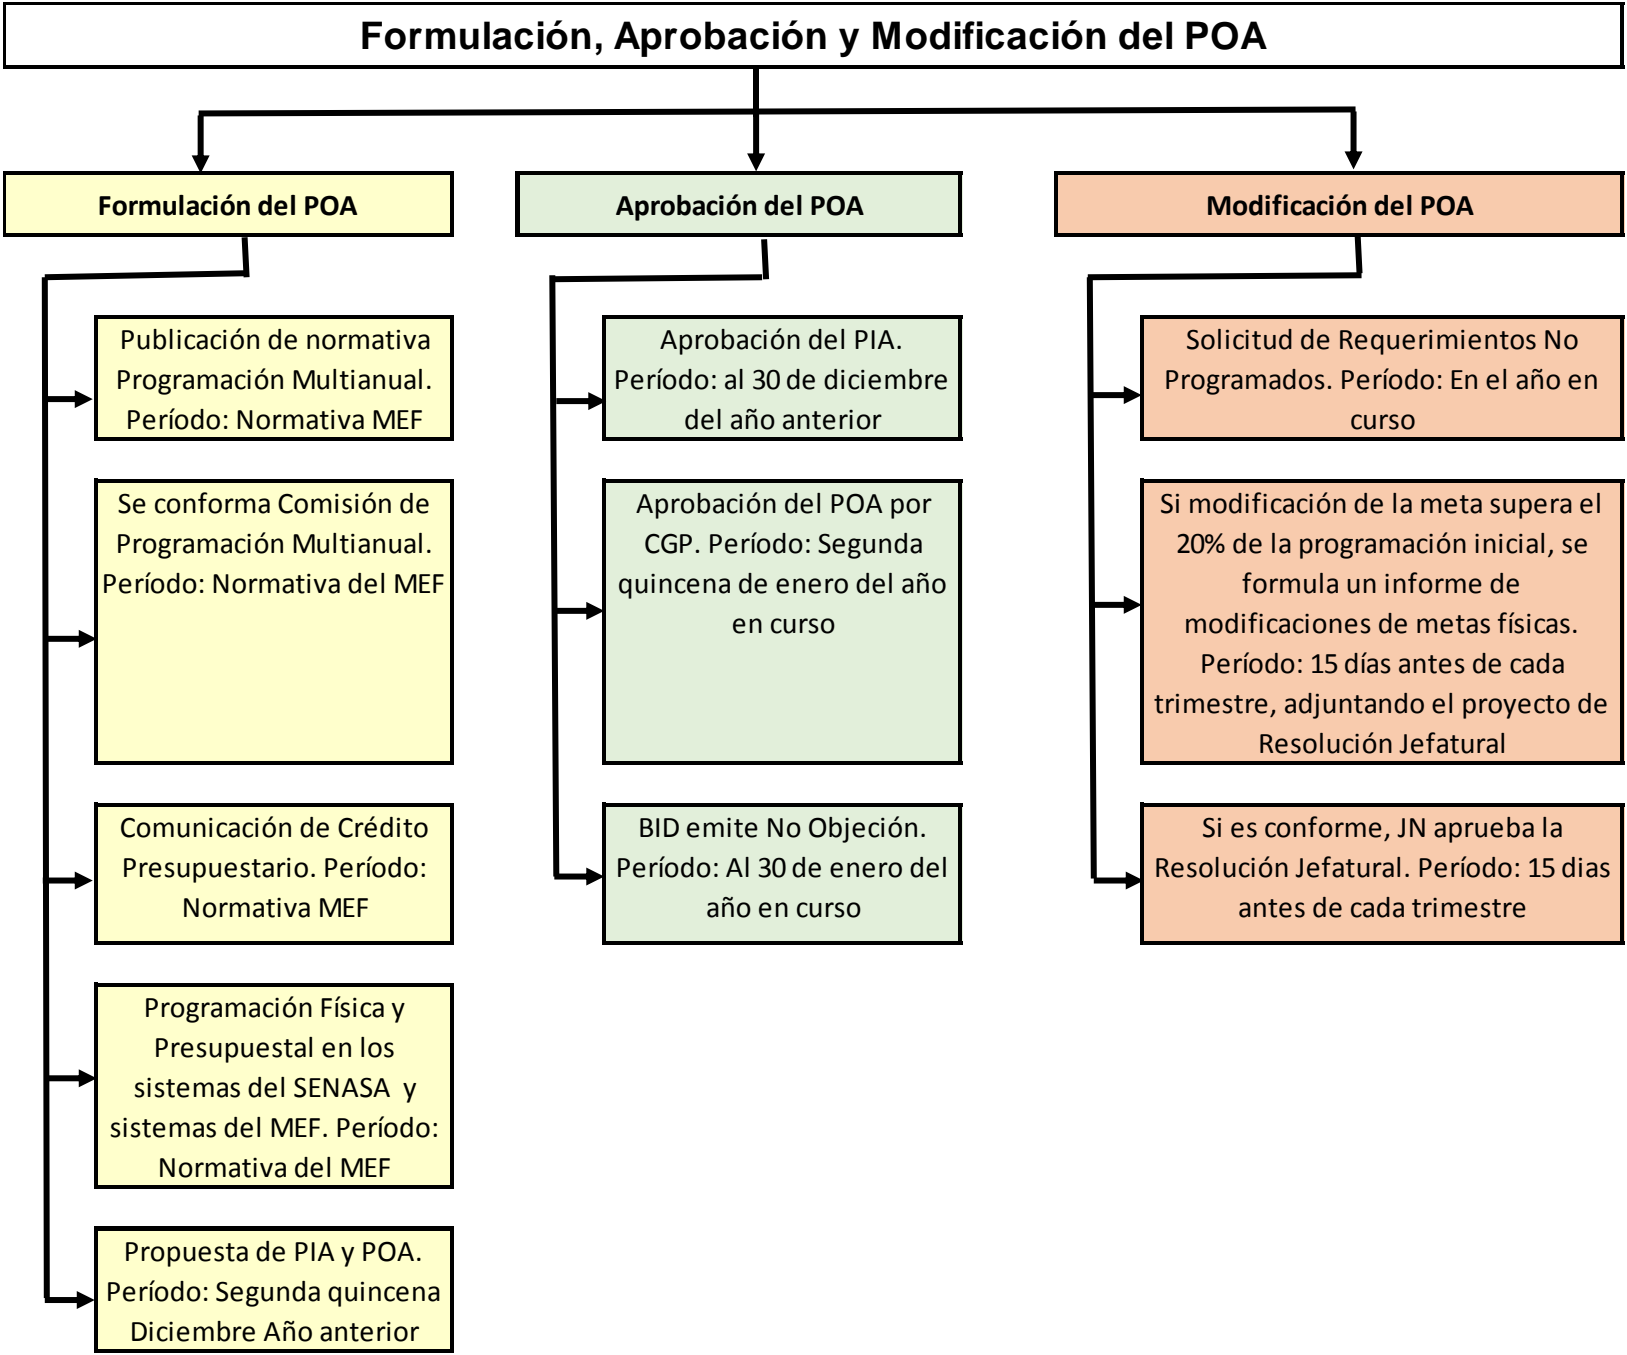 Formulación, Aprobación y Modificación del POA
Formulación del POA
Publicación de normativa
Programación Multianual.
Período: Normativa MEF
Se conforma Comisión de
Programación Multianual.
Período: Normativa del MEF
Comunicación de Crédito
Presupuestario. Período:
Normativa MEF
Programación Física y
Presupuestal en los
sistemas del SENASA y
sistemas del MEF. Período:
Normativa del MEF
Propuesta de PIA y POA.
Período: Segunda quincena
Diciembre Año anterior
Aprobación del POA
Aprobación del PIA.
Período: al 30 de diciembre
del año anterior
Aprobación del POA por
CGP. Período: Segunda
quincena de enero del año
en curso
BID emite No Objeción.
Período: Al 30 de enero del
año en curso
Modificación del POA
Solicitud de Requerimientos No
Programados. Período: En el año en
curso
Si modificación de la meta supera el
20% de la programación inicial, se
formula un informe de
modificaciones de metas físicas.
Período: 15 días antes de cada
trimestre, adjuntando el proyecto de
Resolución Jefatural
Si es conforme, JN aprueba la
Resolución Jefatural. Período: 15 dias
antes de cada trimestre